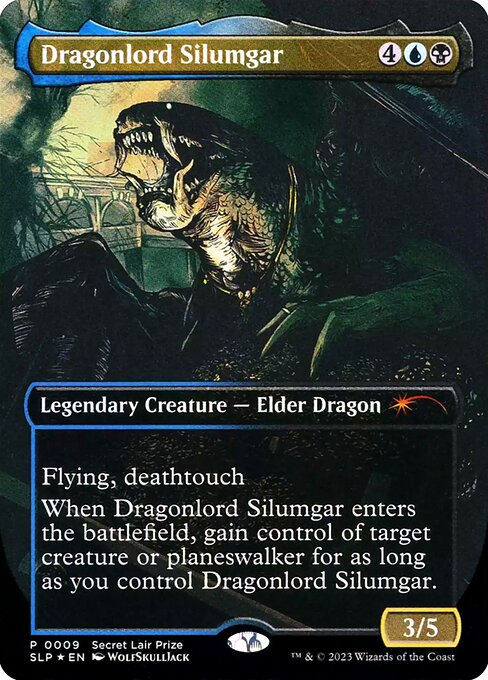 Dragonlord Silumgar 4
Legendary Creature — Elder Dragon
Flying, deathtouch
When Dragonlord Silumgar enters
the battlefield, gain control of target
creature or planeswalker for as long
as you control Dragonlord Silumgar.
3/5
P 0009 Secret Lair Prize
SLP ★ EN WolfSkullJack
™ & © 2023 Wizards of the Coast